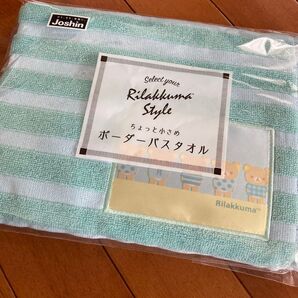 Joshin
Select your
Rilakkuma
Style
ちょっと小さめ
ボーダーバスタオル
Rilakkuma™